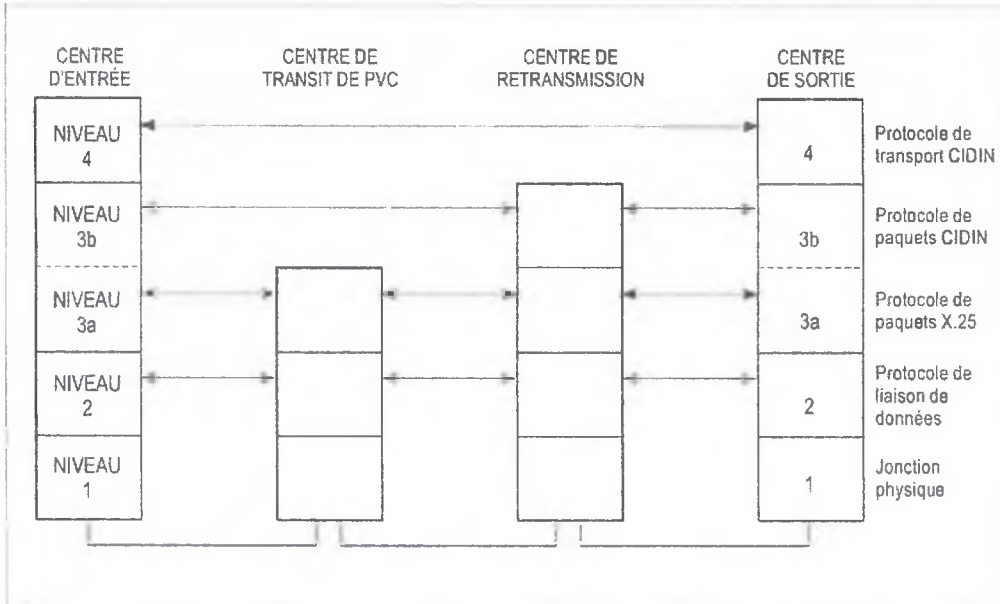 CENTRE
D'ENTRÉE
CENTRE DE
TRANSIT DE PVC
CENTRE DE
RETRANSMISSION
CENTRE
DE SORTIE
NIVEAU
4
4
Protocole de
transport CIDIN
NIVEAU
3b
3b
Protocole de
paquets CIDIN
NIVEAU
3a
3a
Protocole de
paquets X.25
NIVEAU
2
2
Protocole de
liaison de
données
NIVEAU
1
1
Jonction
physique